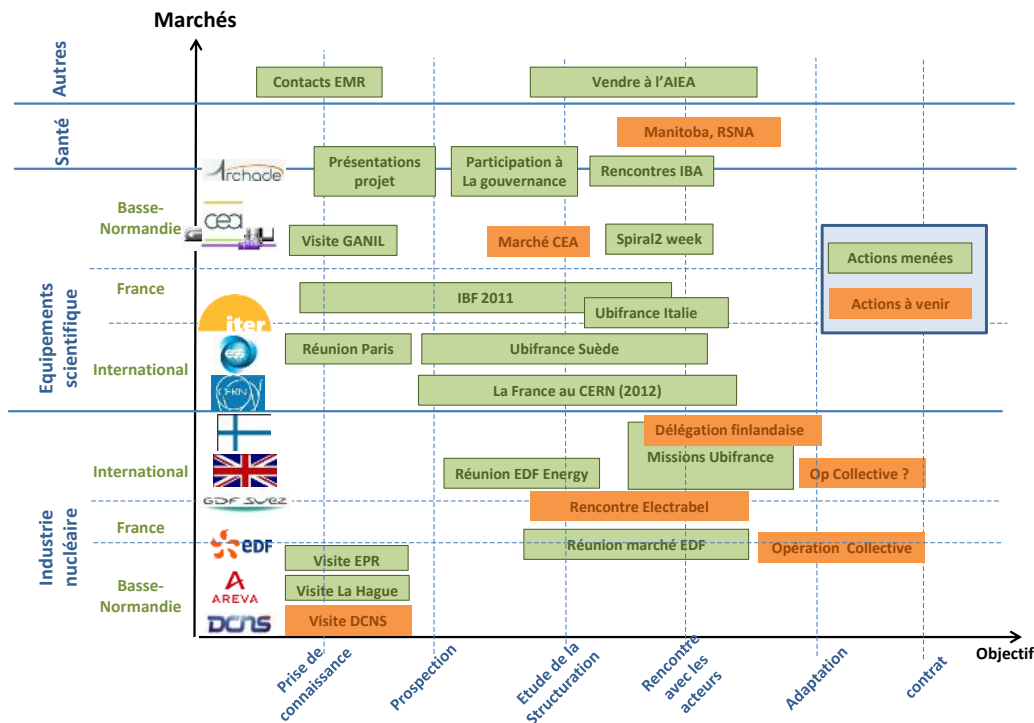 Marchés
Autres
Contacts EMR
Vendre à l'AIEA
Santé
Manitoba, RSNA
Archade
Présentations
projet
Participation à
La gouvernance
Rencontres IBA
Basse-
Normandie
cea
Visite GANIL
Marché CEA
Spiral2 week
Actions menées
Actions à venir
Equipements
scientifique
France
iter
IBF 2011
Ubifrance Italie
International
ess
Réunion Paris
Ubifrance Suède
CERN
La France au CERN (2012)
Industrie
nucléaire
Délégation finlandaise
International
Réunion EDF Energy
Missions Ubifrance
Op Collective ?
GDF SUEZ
Rencontre Electrabel
France
eDF
Réunion marché EDF
Opération Collective
Visite EPR
Basse-
Normandie
AREVA
Visite La Hague
DCNS
Visite DCNS
Objectif
Prise de
connaissance
Prospection
Etude de la
Structuration
Rencontre
avec les
acteurs
Adaptation
contrat